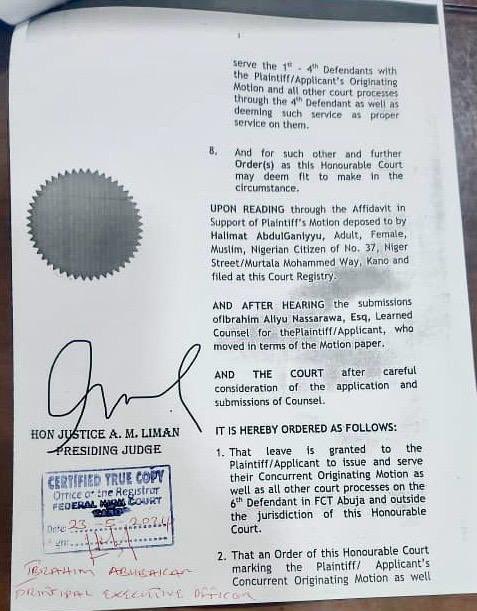 serve the 1st - 4th Defendants with
the Plaintiff/Applicant's Originating
Motion and all other court processes
through the 4th Defendant as well as
deeming such service as proper
service on them.
8. And for such other and further
Order(s) as this Honourable Court
may deem fit to make in the
circumstance.
UPON READING through the Affidavit in
Support of Plaintiff's Motion deposed to by
Halimat AbdulGaniyyu, Adult, Female,
Muslim, Nigerian Citizen of No. 37, Niger
Street/Murtala Mohammed Way, Kano and
filed at this Court Registry.
AND AFTER HEARING the submissions
ofIbrahim Aliyu Nassarawa, Esq, Learned
Counsel for thePlaintiff/Applicant, who
moved in terms of the Motion paper.
AND THE COURT after careful
consideration of the application and
submissions of Counsel.
IT IS HEREBY ORDERED AS FOLLOWS:
1. That leave is granted to the
Plaintiff/Applicant to issue and serve
their Concurrent Originating Motion as
well as all other court processes on the
6th Defendant in FCT Abuja and outside
the jurisdiction of this Honourable
Court.
2. That an Order of this Honourable Court
marking the Plaintiff/ Applicant's
Concurrent Originating Motion as well
HON JUSTICE A. M. LIMAN
PRESIDING JUDGE
CERTIFIED TRUE COPY
Office of the Registrar
FEDERAL HIGH COURT
Date: 23-5-2024
IBRAHIM ABUBAKAR
PRINCIPAL EXECUTIVE OFFICER